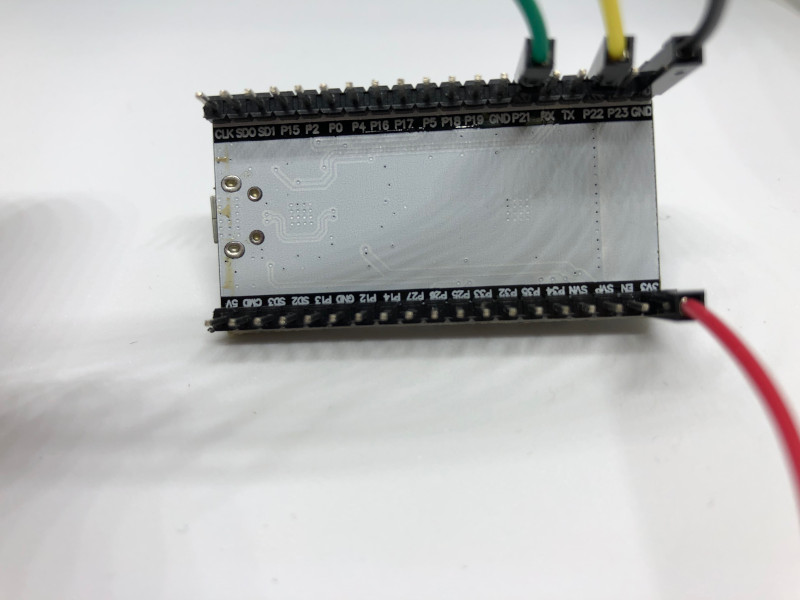 CLK SD0 SD1 P15 P2 P0 P4 P16 P17 P5 P18 P19 GND P21 RX TX P22 P23 GND
3V3 EN SVP SVN P34 P35 P32 P33 P25 P26 P27 P14 P12 GND P13 SD2 SD3 CMD 5V